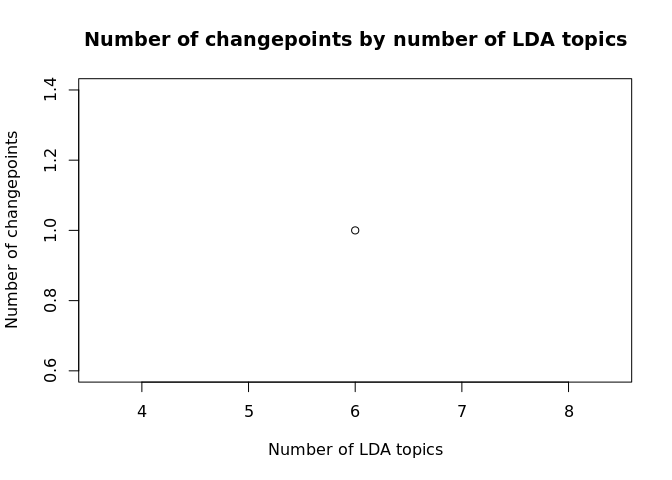 Number of changepoints by number of LDA topics
Number of changepoints
1.4
1.2
1.0
0.8
0.6
4 5 6 7 8
Number of LDA topics